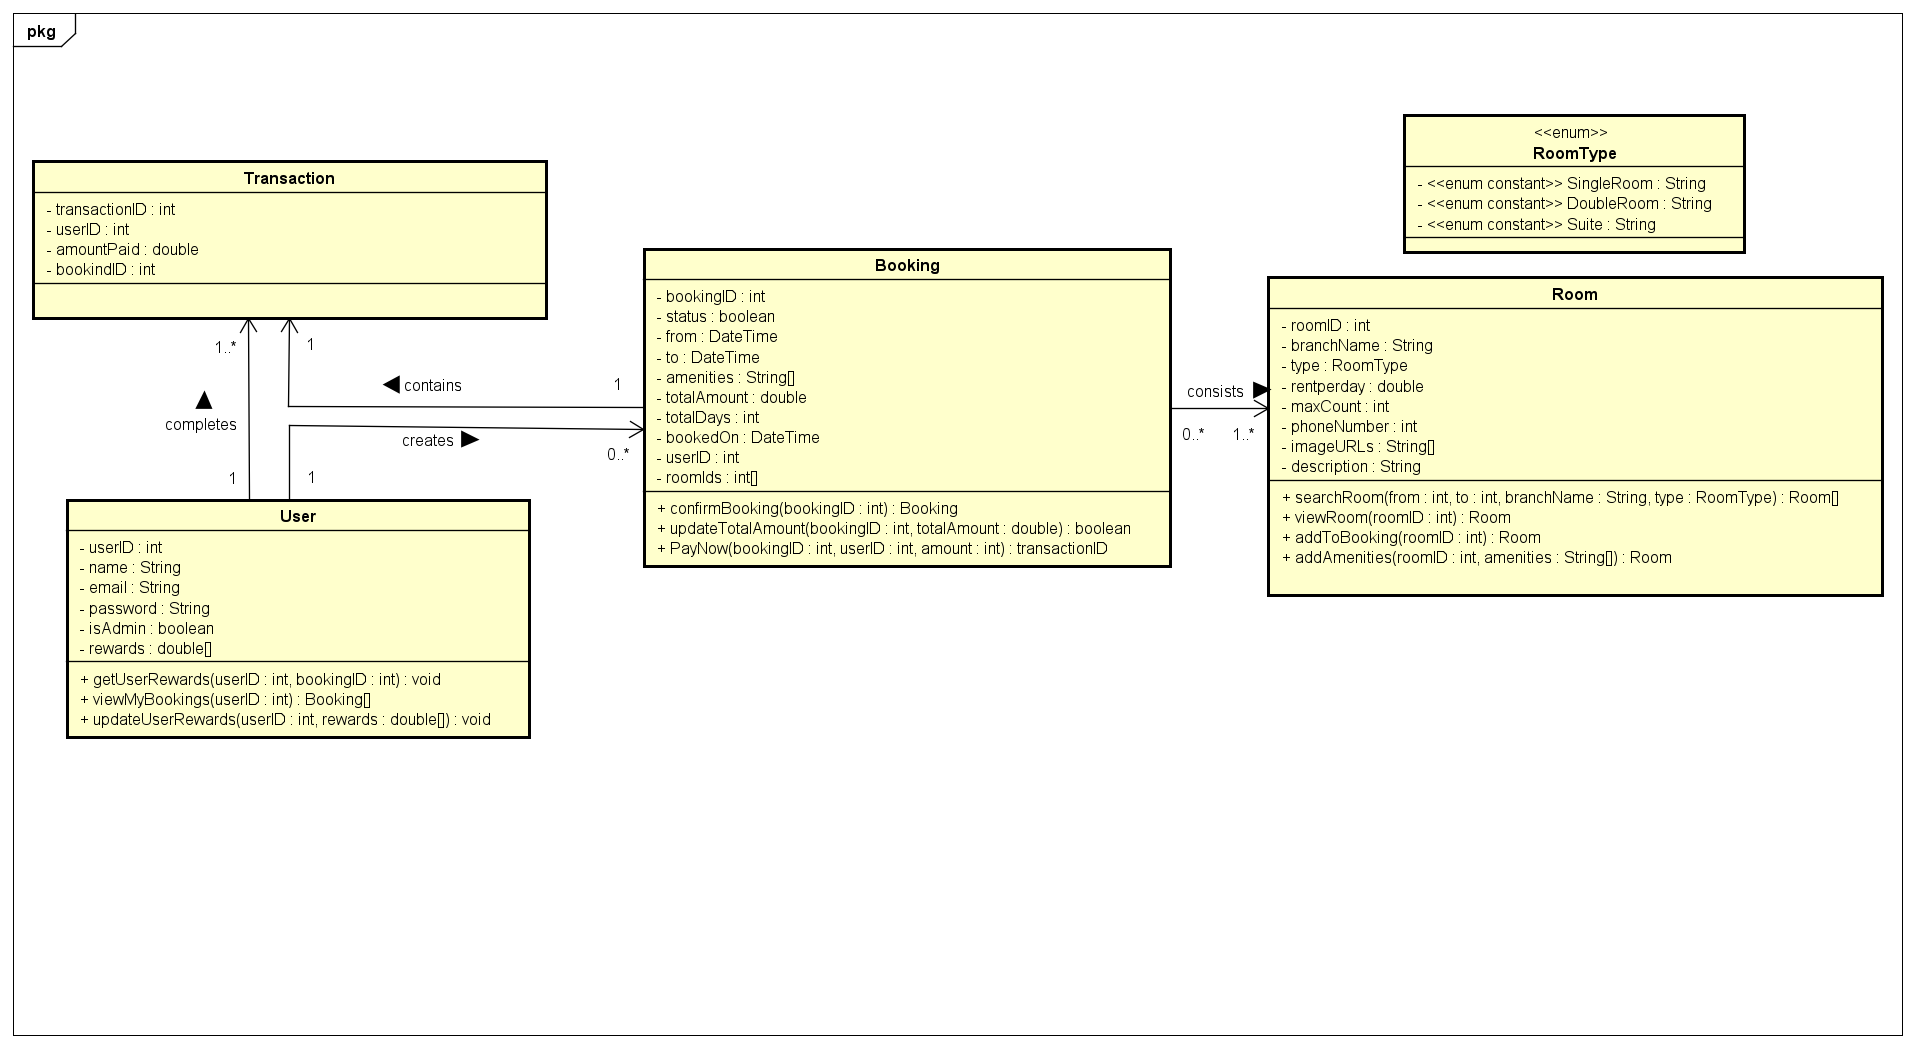 pkg
<<enum>>
RoomType
- <<enum constant>> SingleRoom : String
- <<enum constant>> DoubleRoom : String
- <<enum constant>> Suite : String
Transaction
- transactionID : int
- userID : int
- amountPaid : double
- bookindID : int
Booking
- bookingID : int
- status : boolean
- from : DateTime
- to : DateTime
- amenities : String[]
- totalAmount : double
- totalDays : int
- bookedOn : DateTime
- userID : int
- roomIds : int[]
+ confirmBooking(bookingID : int) : Booking
+ updateTotalAmount(bookingID : int, totalAmount : double) : boolean
+ PayNow(bookingID : int, userID : int, amount : int) : transactionID
Room
- roomID : int
- branchName : String
- type : RoomType
- rentperday : double
- maxCount : int
- phoneNumber : int
- imageURLs : String[]
- description : String
+ searchRoom(from : int, to : int, branchName : String, type : RoomType) : Room[]
+ viewRoom(roomID : int) : Room
+ addToBooking(roomID : int) : Room
+ addAmenities(roomID : int, amenities : String[]) : Room
1..*
1
contains
1
consists
0..*
1..*
completes
creates
0..*
1
1
User
- userID : int
- name : String
- email : String
- password : String
- isAdmin : boolean
- rewards : double[]
+ getUserRewards(userID : int, bookingID : int) : void
+ viewMyBookings(userID : int) : Booking[]
+ updateUserRewards(userID : int, rewards : double[]) : void